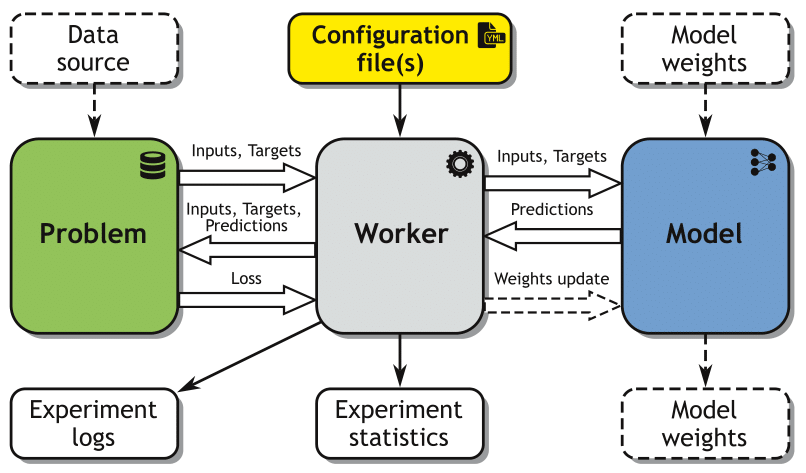 Data
source
Configuration
file(s)
YML
Model
weights
Inputs, Targets
Inputs, Targets
Problem
Inputs, Targets,
Predictions
Worker
Predictions
Model
Loss
Weights update
Experiment
logs
Experiment
statistics
Model
weights